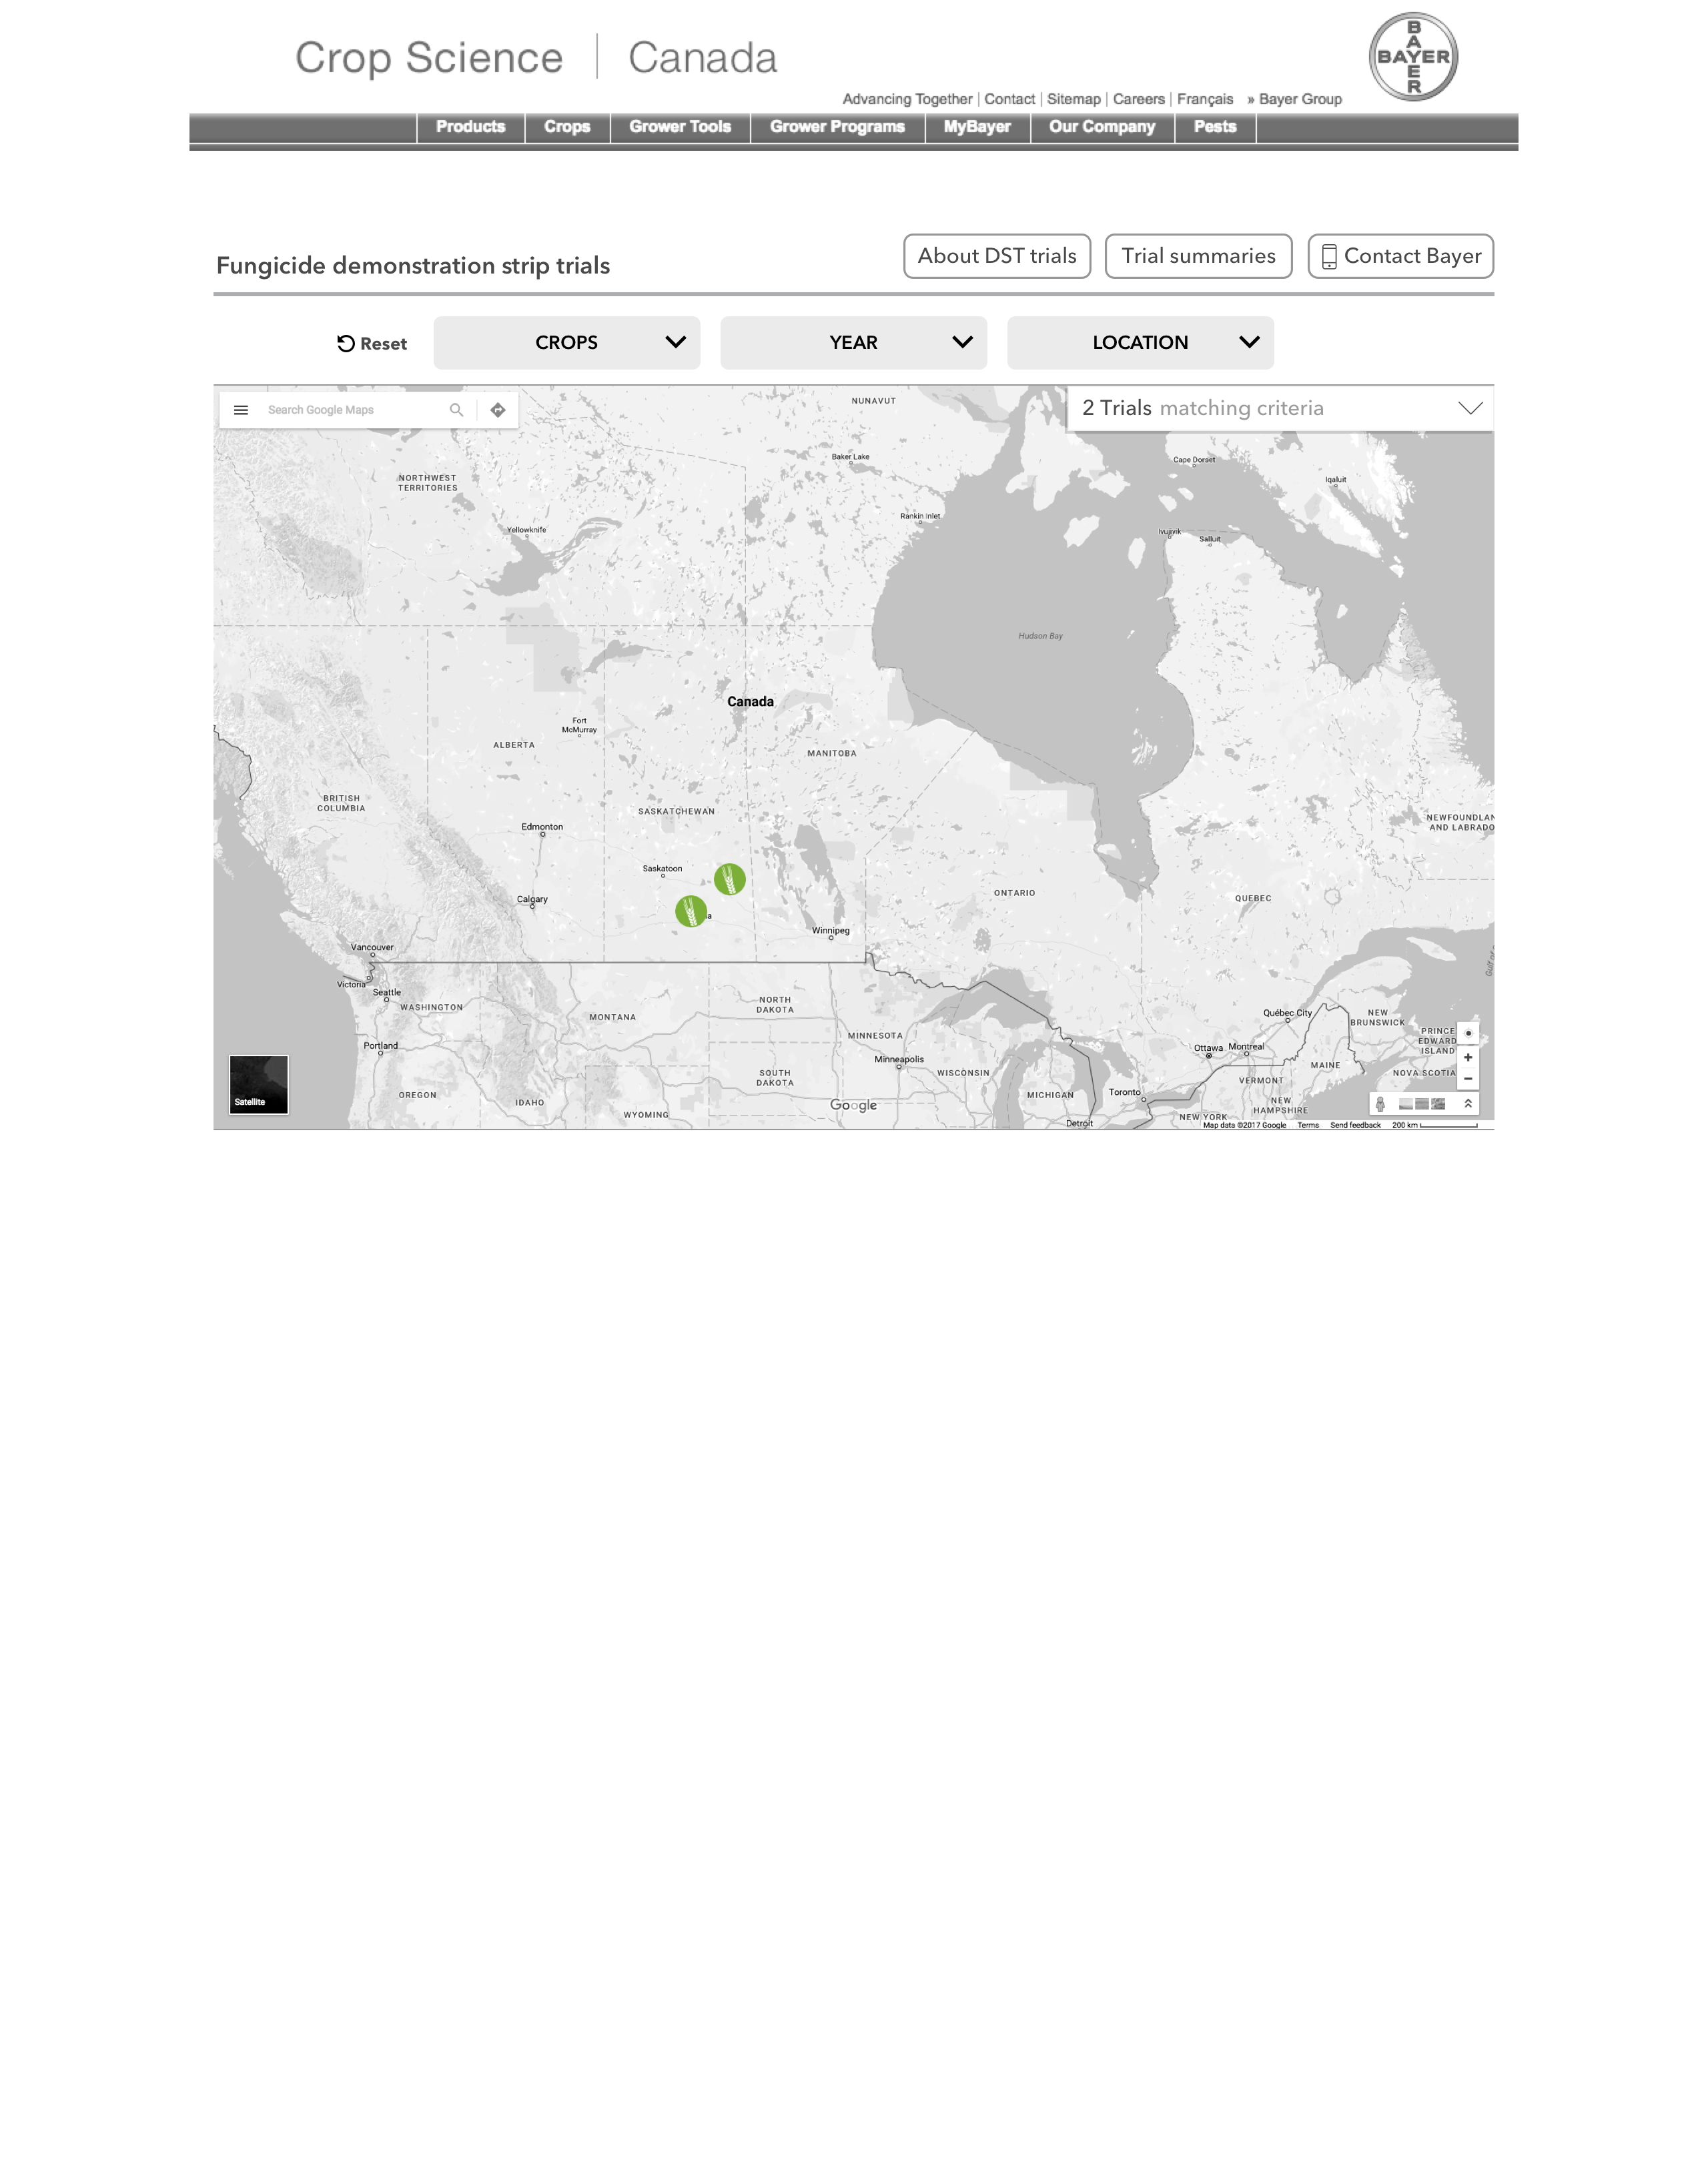 Crop Science | Canada
BAYER
BAYER
Advancing Together | Contact | Sitemap | Careers | Français » Bayer Group
Products Crops Grower Tools Grower Programs MyBayer Our Company Pests
Fungicide demonstration strip trials
About DST trials
Trial summaries
Contact Bayer
Reset
CROPS
YEAR
LOCATION
Search Google Maps
2 Trials matching criteria
NUNAVUT
Baker Lake
Cape Dorset
NORTHWEST
TERRITORIES
Iqaluit
Rankin Inlet
Yellowknife
Ivujivik
Salluit
Hudson Bay
Canada
Fort
McMurray
ALBERTA
MANITOBA
BRITISH
COLUMBIA
SASKATCHEWAN
NEWFOUNDLAN
AND LABRADO
Edmonton
Saskatoon
ONTARIO
QUEBEC
Calgary
a
Winnipeg
Vancouver
Victoria
Seattle
WASHINGTON
NORTH
DAKOTA
MONTANA
Québec City
NEW
BRUNSWICK
PRINCE
EDWARD
ISLAND
MINNESOTA
Portland
Ottawa
Montreal
Minneapolis
WISCONSIN
SOUTH
DAKOTA
MAINE
NOVA SCOTIA
VERMONT
OREGON
IDAHO
MICHIGAN
Toronto
NEW
HAMPSHIRE
Satellite
Google
WYOMING
NEW YORK
Detroit
Map data ©2017 Google Terms Send feedback 200 km